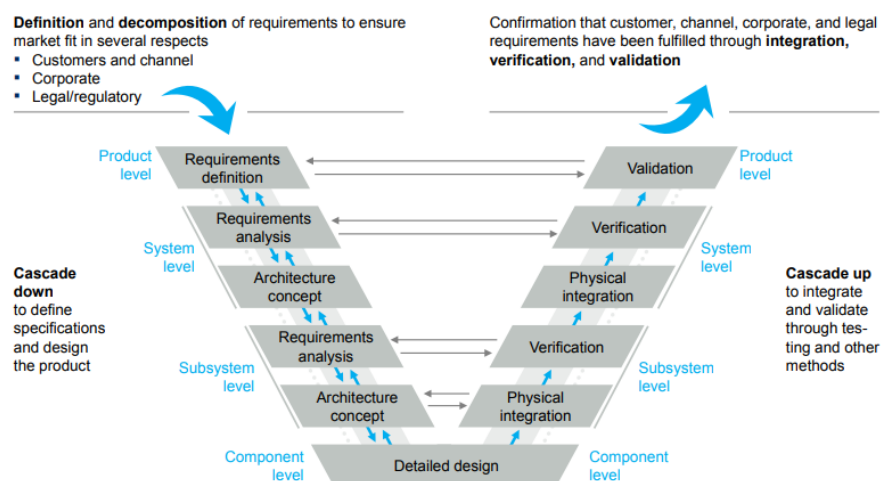 Definition and decomposition of requirements to ensure
market fit in several respects
▪ Customers and channel
▪ Corporate
▪ Legal/regulatory
Confirmation that customer, channel, corporate, and legal
requirements have been fulfilled through integration,
verification, and validation
Product
level
Requirements
definition
Validation
Product
level
Requirements
analysis
Verification
System
level
System
level
Architecture
concept
Physical
integration
Cascade
down
to define
specifications
and design
the product
Cascade up
to integrate
and validate
through tes-
ting and other
methods
Requirements
analysis
Verification
Subsystem
level
Subsystem
level
Architecture
concept
Physical
integration
Component
level
Detailed design
Component
level